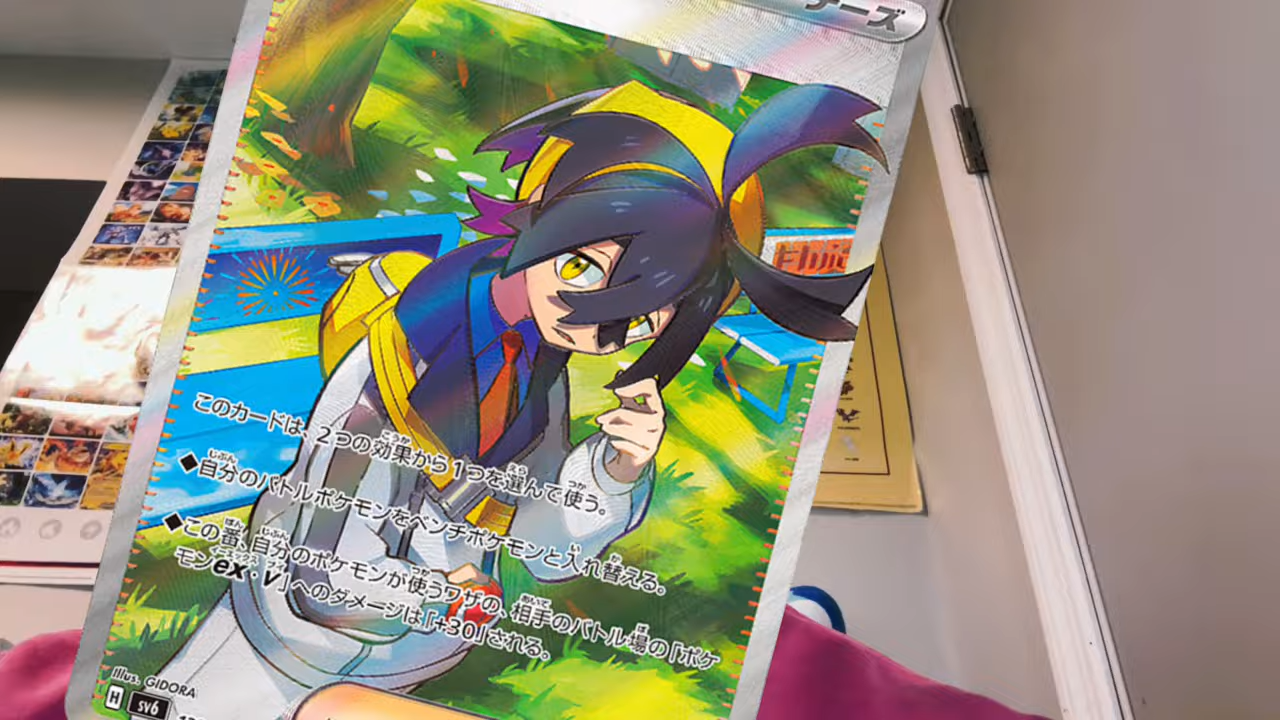 ナーズ
このカードは、2つの効果から1つを選んで使う。
◆自分のバトルポケモンをベンチポケモンと入れ替える。
◆この番、自分のポケモンが使うワザの、相手のバトル場の「ポケ
モンex・V」へのダメージは「+30」される。
Illus. GIDORA
H SV6